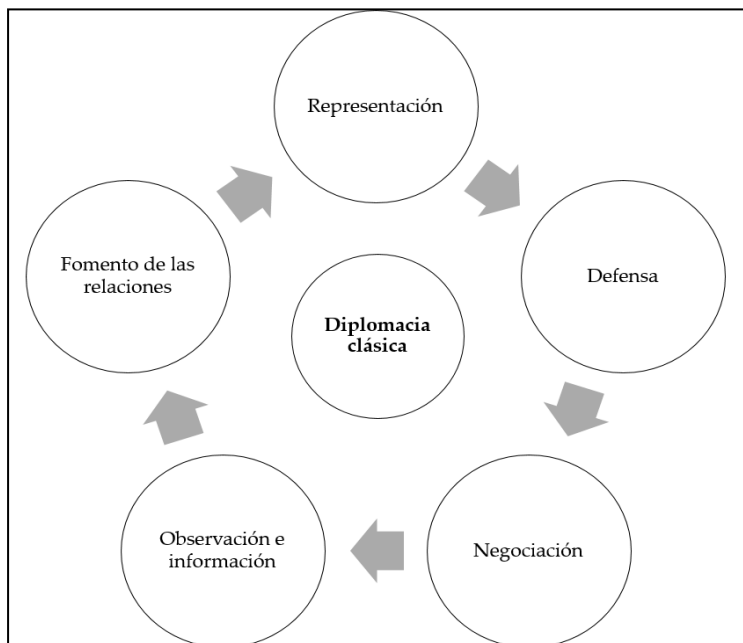 Representación
Defensa
Negociación
Observación e
información
Fomento de las
relaciones
Diplomacia
clásica